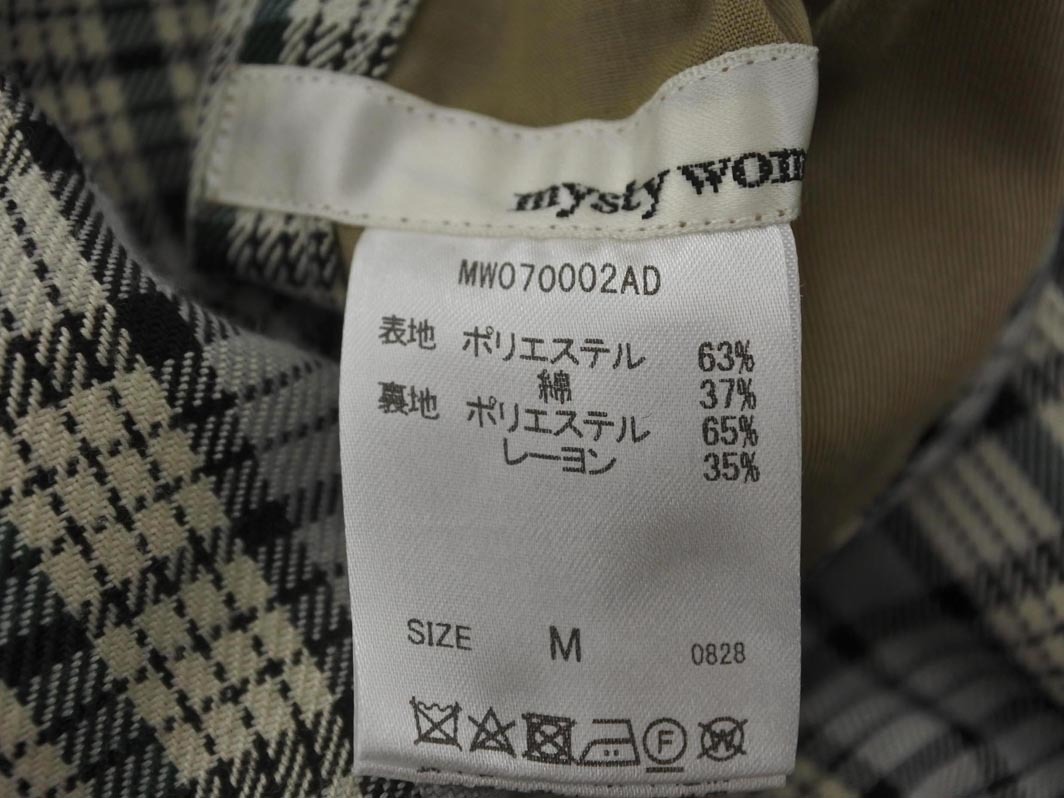 mysty wom
MW070002AD
表地 ポリエステル 63%
綿 37%
裏地 ポリエステル 65%
レーヨン 35%
SIZE M 0828
F W